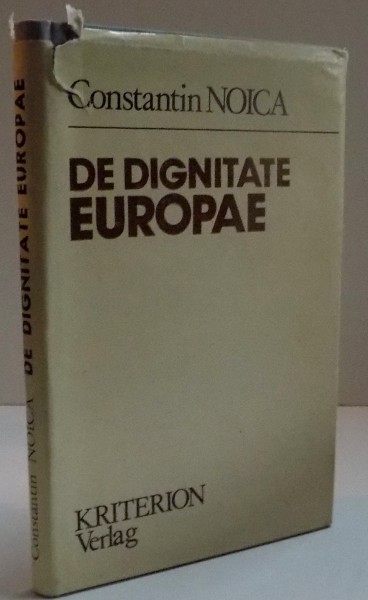 Constantin NOICA
DE DIGNITATE
EUROPAE
KRITERION
Verlag
Constantin NOICA DE DIGNITATE EUROPAE